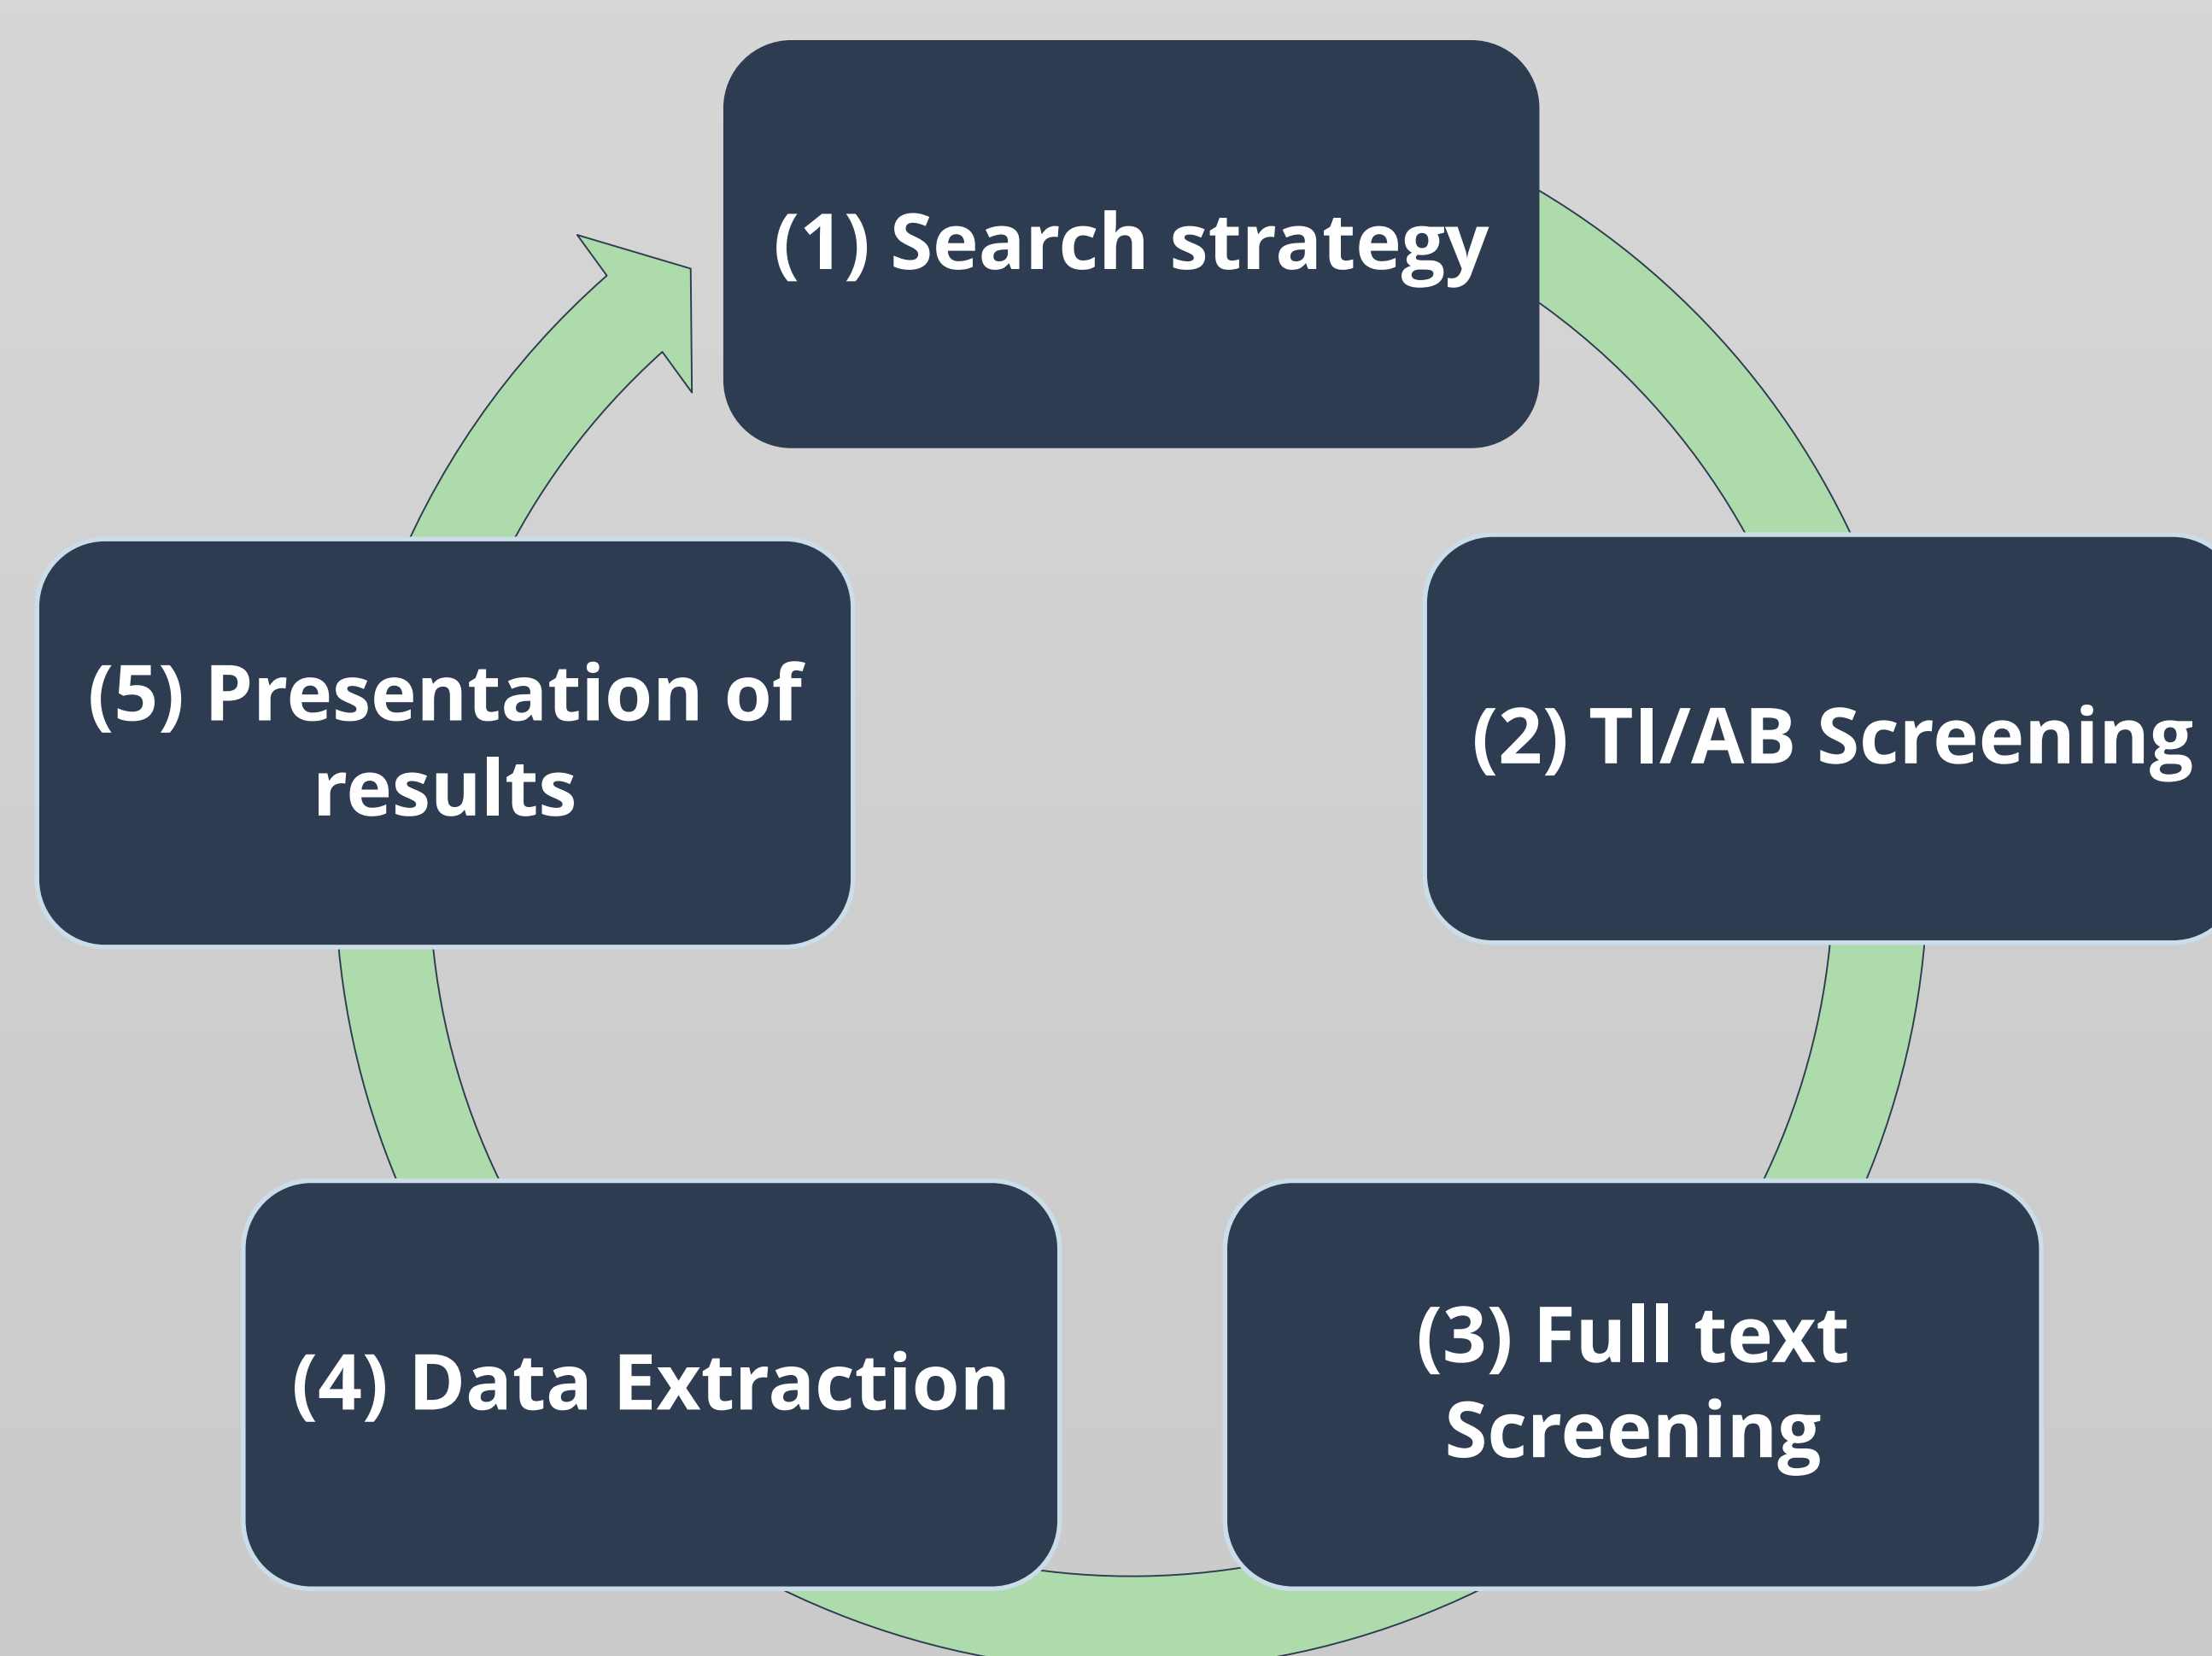 (1) Search strategy
(2) TI/AB Screening
(3) Full text
Screening
(4) Data Extraction
(5) Presentation of
results